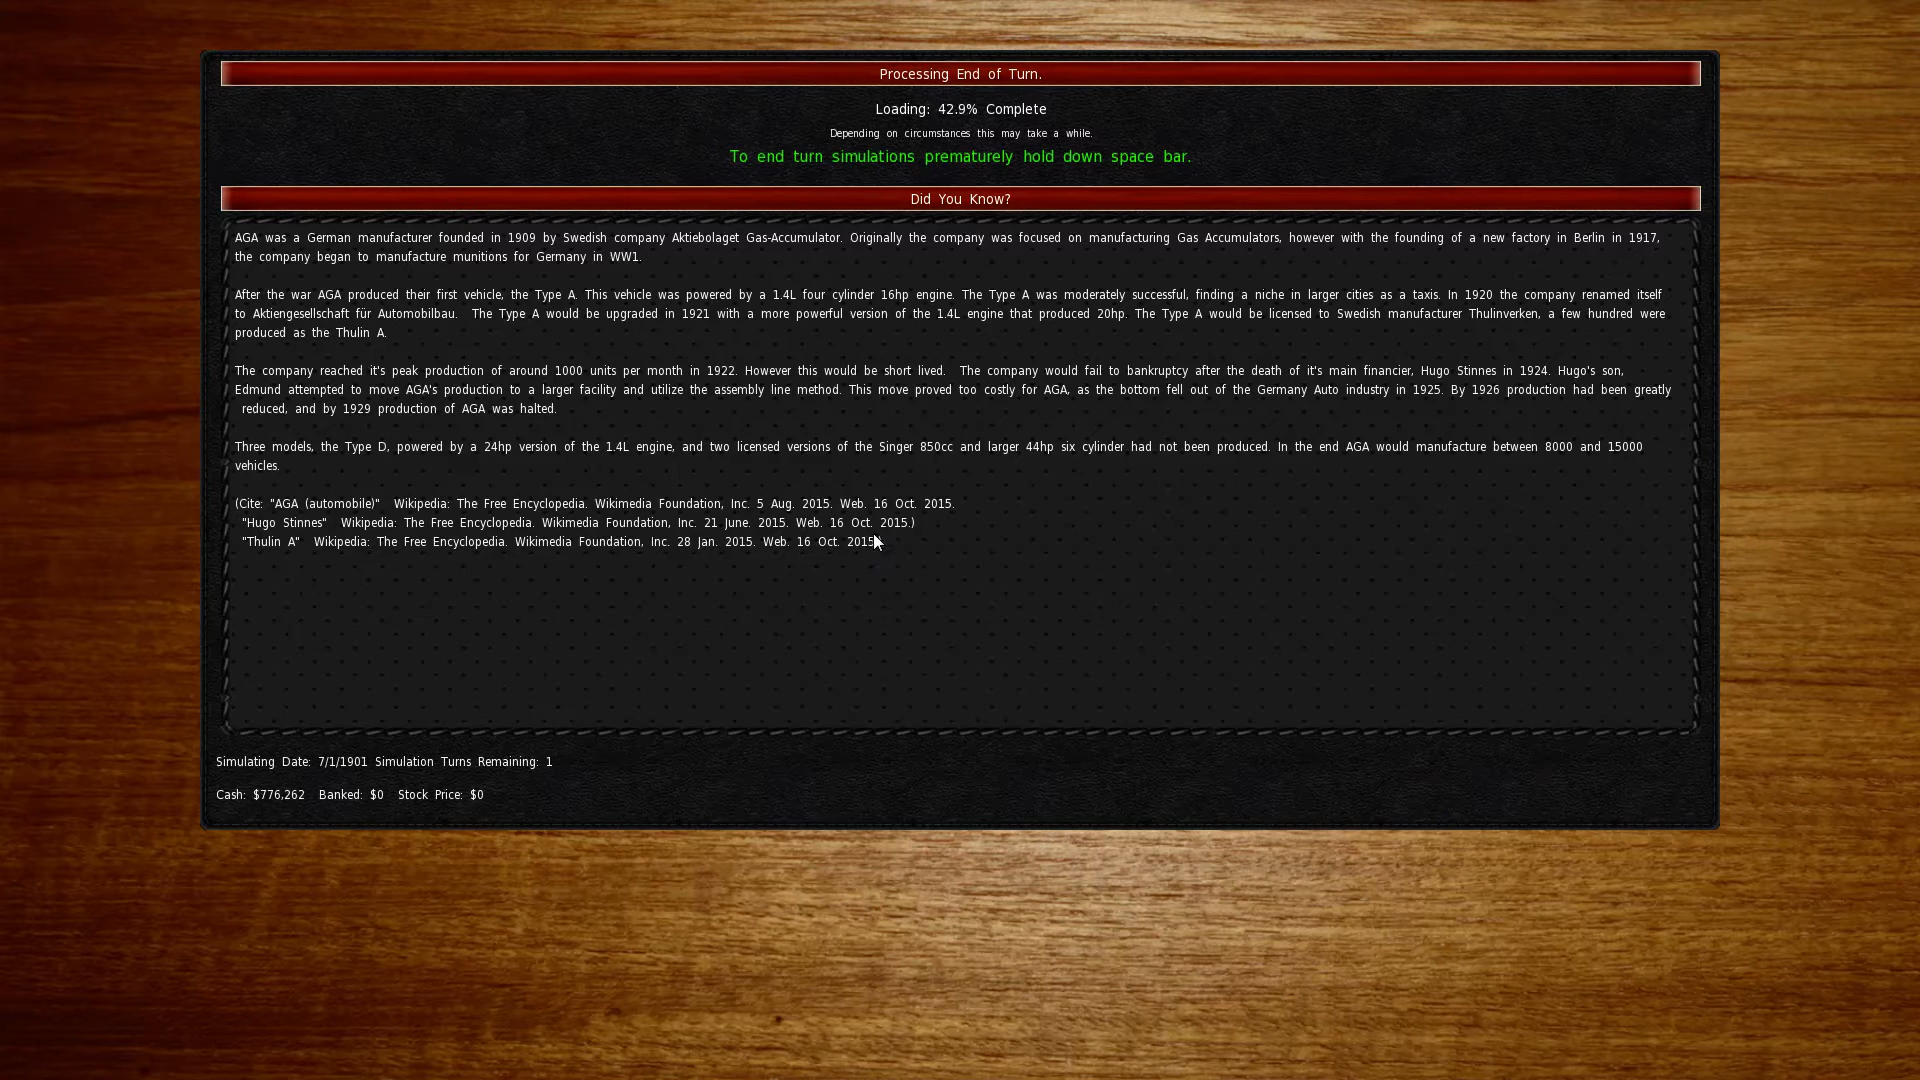 Processing End of Turn.
Loading: 42.9% Complete
Depending on circumstances this may take a while.
To end turn simulations prematurely hold down space bar.
Did You Know?
AGA was a German manufacturer founded in 1909 by Swedish company Aktiebolaget Gas-Accumulator. Originally the company was focused on manufacturing Gas Accumulators, however with the founding of a new factory in Berlin in 1917,
the company began to manufacture munitions for Germany in WW1.
After the war AGA produced their first vehicle, the Type A. This vehicle was powered by a 1.4L four cylinder 16hp engine. The Type A was moderately successful, finding a niche in larger cities as a taxis. In 1920 the company renamed itself
to Aktiengesellschaft für Automobilbau. The Type A would be upgraded in 1921 with a more powerful version of the 1.4L engine that produced 20hp. The Type A would be licensed to Swedish manufacturer Thulinverken, a few hundred were
produced as the Thulin A.
The company reached it's peak production of around 1000 units per month in 1922. However this would be short lived. The company would fail to bankruptcy after the death of it's main financier, Hugo Stinnes in 1924. Hugo's son,
Edmund attempted to move AGA's production to a larger facility and utilize the assembly line method. This move proved too costly for AGA, as the bottom fell out of the Germany Auto industry in 1925. By 1926 production had been greatly
reduced, and by 1929 production of AGA was halted.
Three models, the Type D, powered by a 24hp version of the 1.4L engine, and two licensed versions of the Singer 850cc and larger 44hp six cylinder had not been produced. In the end AGA would manufacture between 8000 and 15000
vehicles.
(Cite: "AGA (automobile)" Wikipedia: The Free Encyclopedia. Wikimedia Foundation, Inc. 5 Aug. 2015. Web. 16 Oct. 2015.
"Hugo Stinnes" Wikipedia: The Free Encyclopedia. Wikimedia Foundation, Inc. 21 June. 2015. Web. 16 Oct. 2015.)
"Thulin A" Wikipedia: The Free Encyclopedia. Wikimedia Foundation, Inc. 28 Jan. 2015. Web. 16 Oct. 2015
Simulating Date: 7/1/1901 Simulation Turns Remaining: 1
Cash: $776,262 Banked: $0 Stock Price: $0